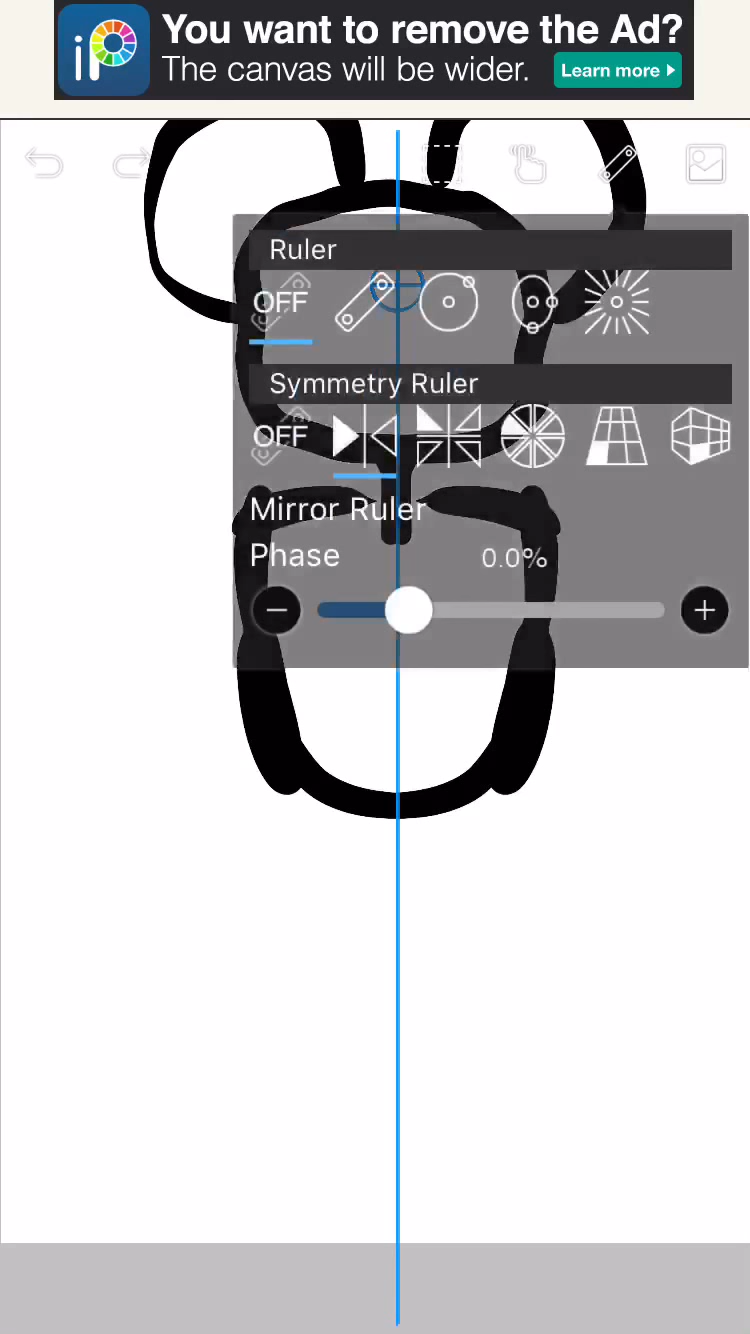 iP
You want to remove the Ad?
The canvas will be wider.
Learn more
Ruler
OFF
Symmetry Ruler
OFF
Mirror Ruler
Phase
0.0%